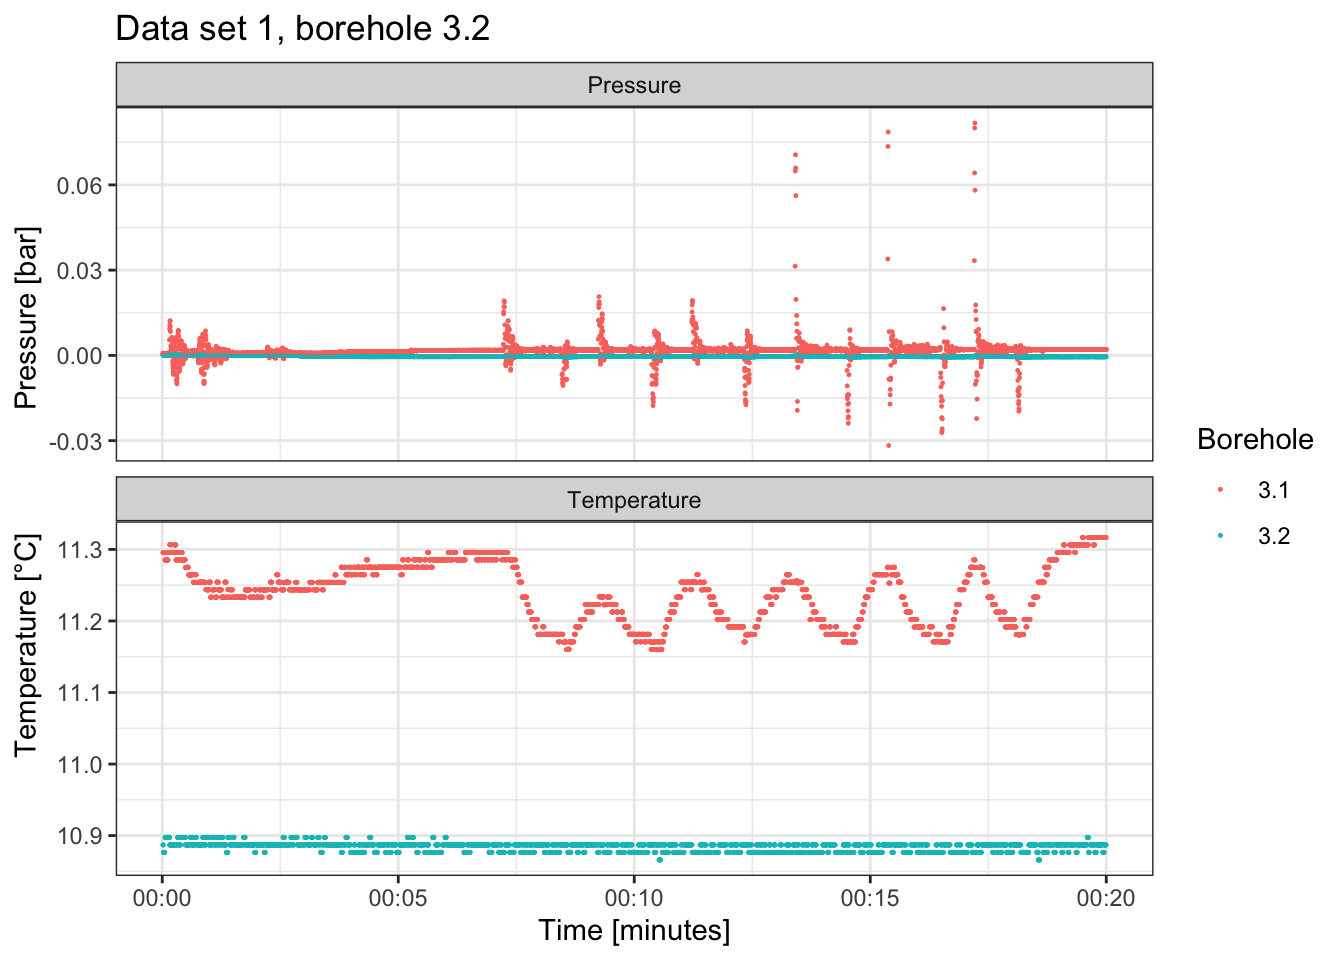 Data set 1, borehole 3.2
Pressure
Pressure [bar]
0.06
0.03
0.00
-0.03
Temperature
Temperature [°C]
11.3
11.2
11.1
11.0
10.9
00:00 00:05 00:10 00:15 00:20
Time [minutes]
Borehole
3.1
3.2